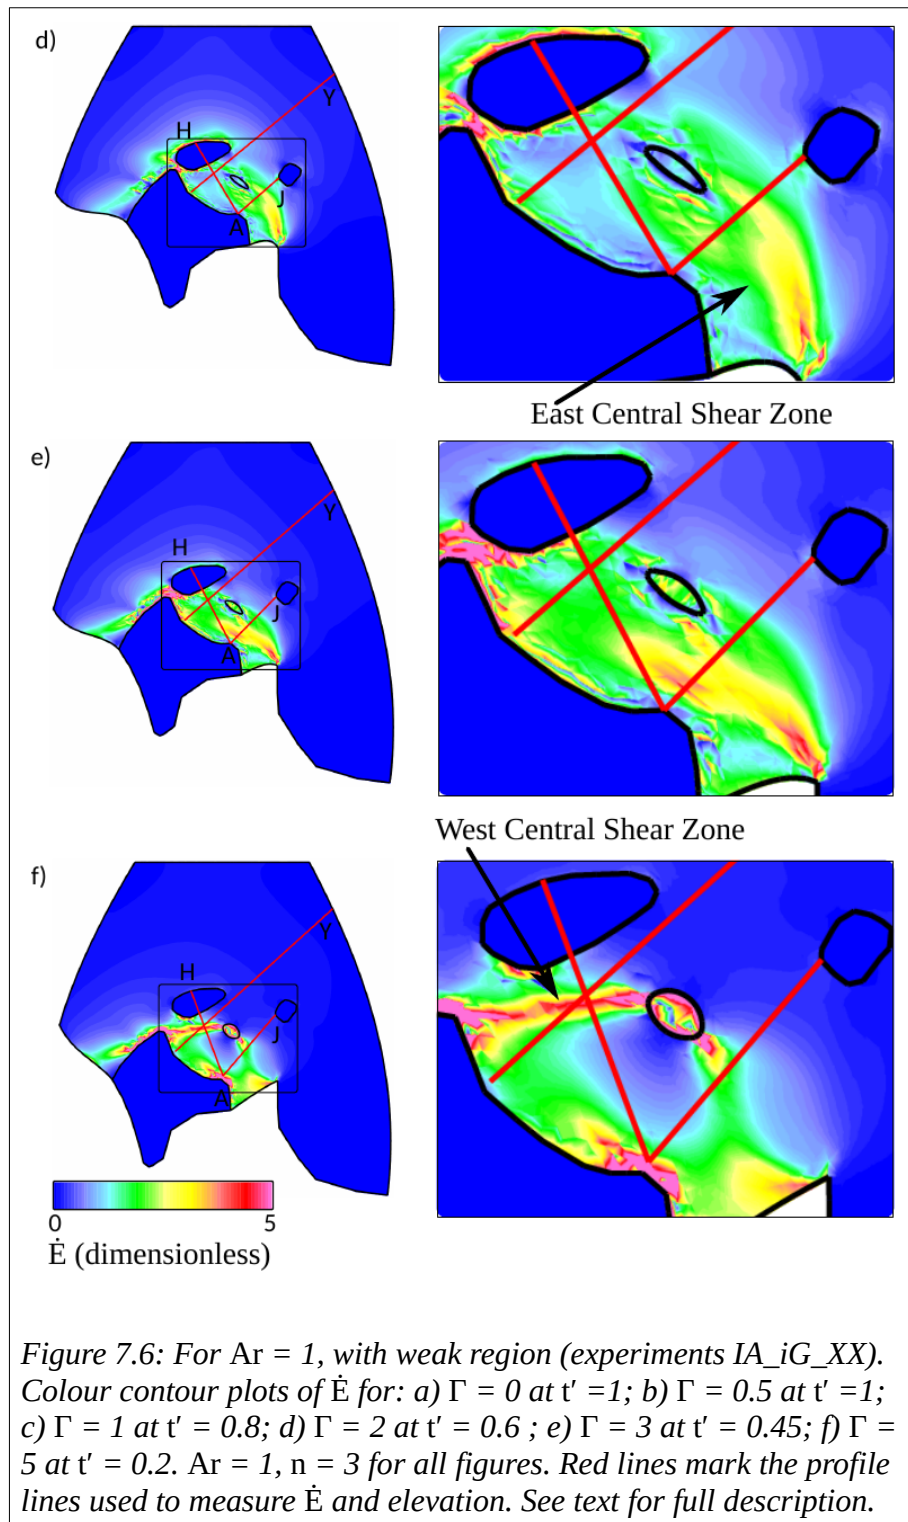 d)
H
Y
J
A
East Central Shear Zone
e)
H
Y
J
A
West Central Shear Zone
f)
H
Y
J
A
0 5
Ė (dimensionless)
Figure 7.6: For Ar = 1, with weak region (experiments IA_iG_XX).
Colour contour plots of Ė for: a) Γ = 0 at t′ =1; b) Γ = 0.5 at t′ =1;
c) Γ = 1 at t′ = 0.8; d) Γ = 2 at t′ = 0.6 ; e) Γ = 3 at t′ = 0.45; f) Γ =
5 at t′ = 0.2. Ar = 1, n = 3 for all figures. Red lines mark the profile
lines used to measure Ė and elevation. See text for full description.